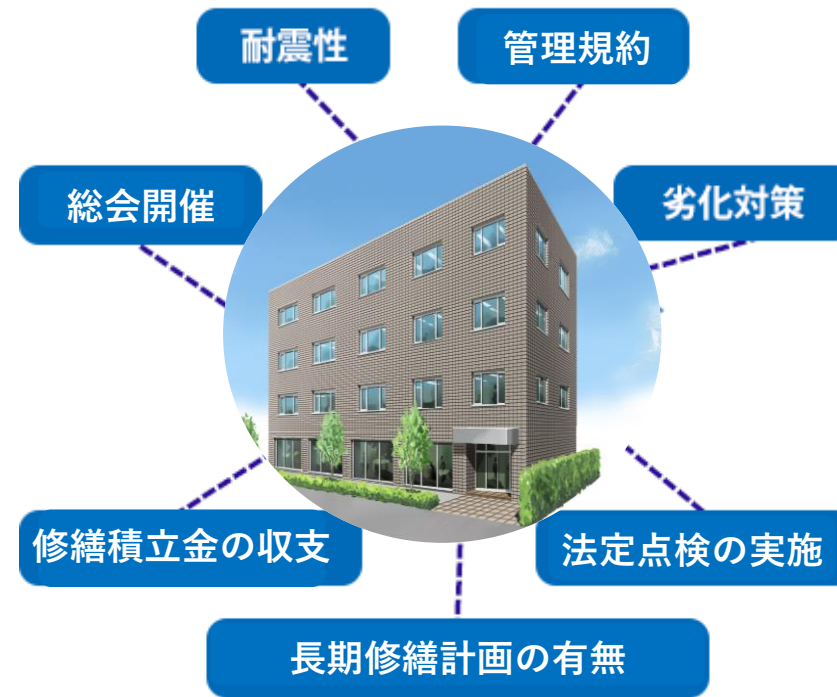 耐震性
管理規約
総会開催
劣化対策
修繕積立金の収支
法定点検の実施
長期修繕計画の有無